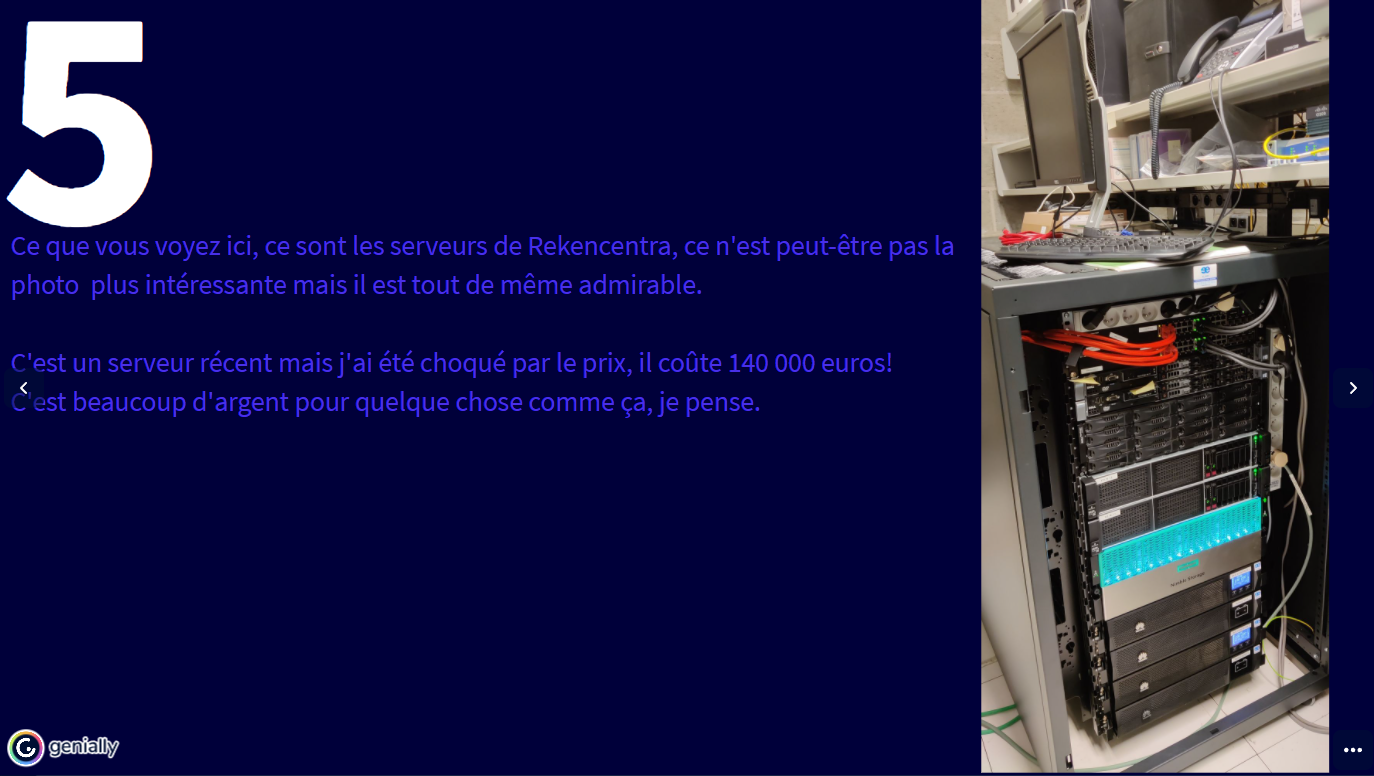 5
Ce que vous voyez ici, ce sont les serveurs de Rekencentra, ce n'est peut-être pas la
photo  plus intéressante mais il est tout de même admirable.
C'est un serveur récent mais j'ai été choqué par le prix, il coûte 140 000 euros!
C'est beaucoup d'argent pour quelque chose comme ça, je pense.
genially